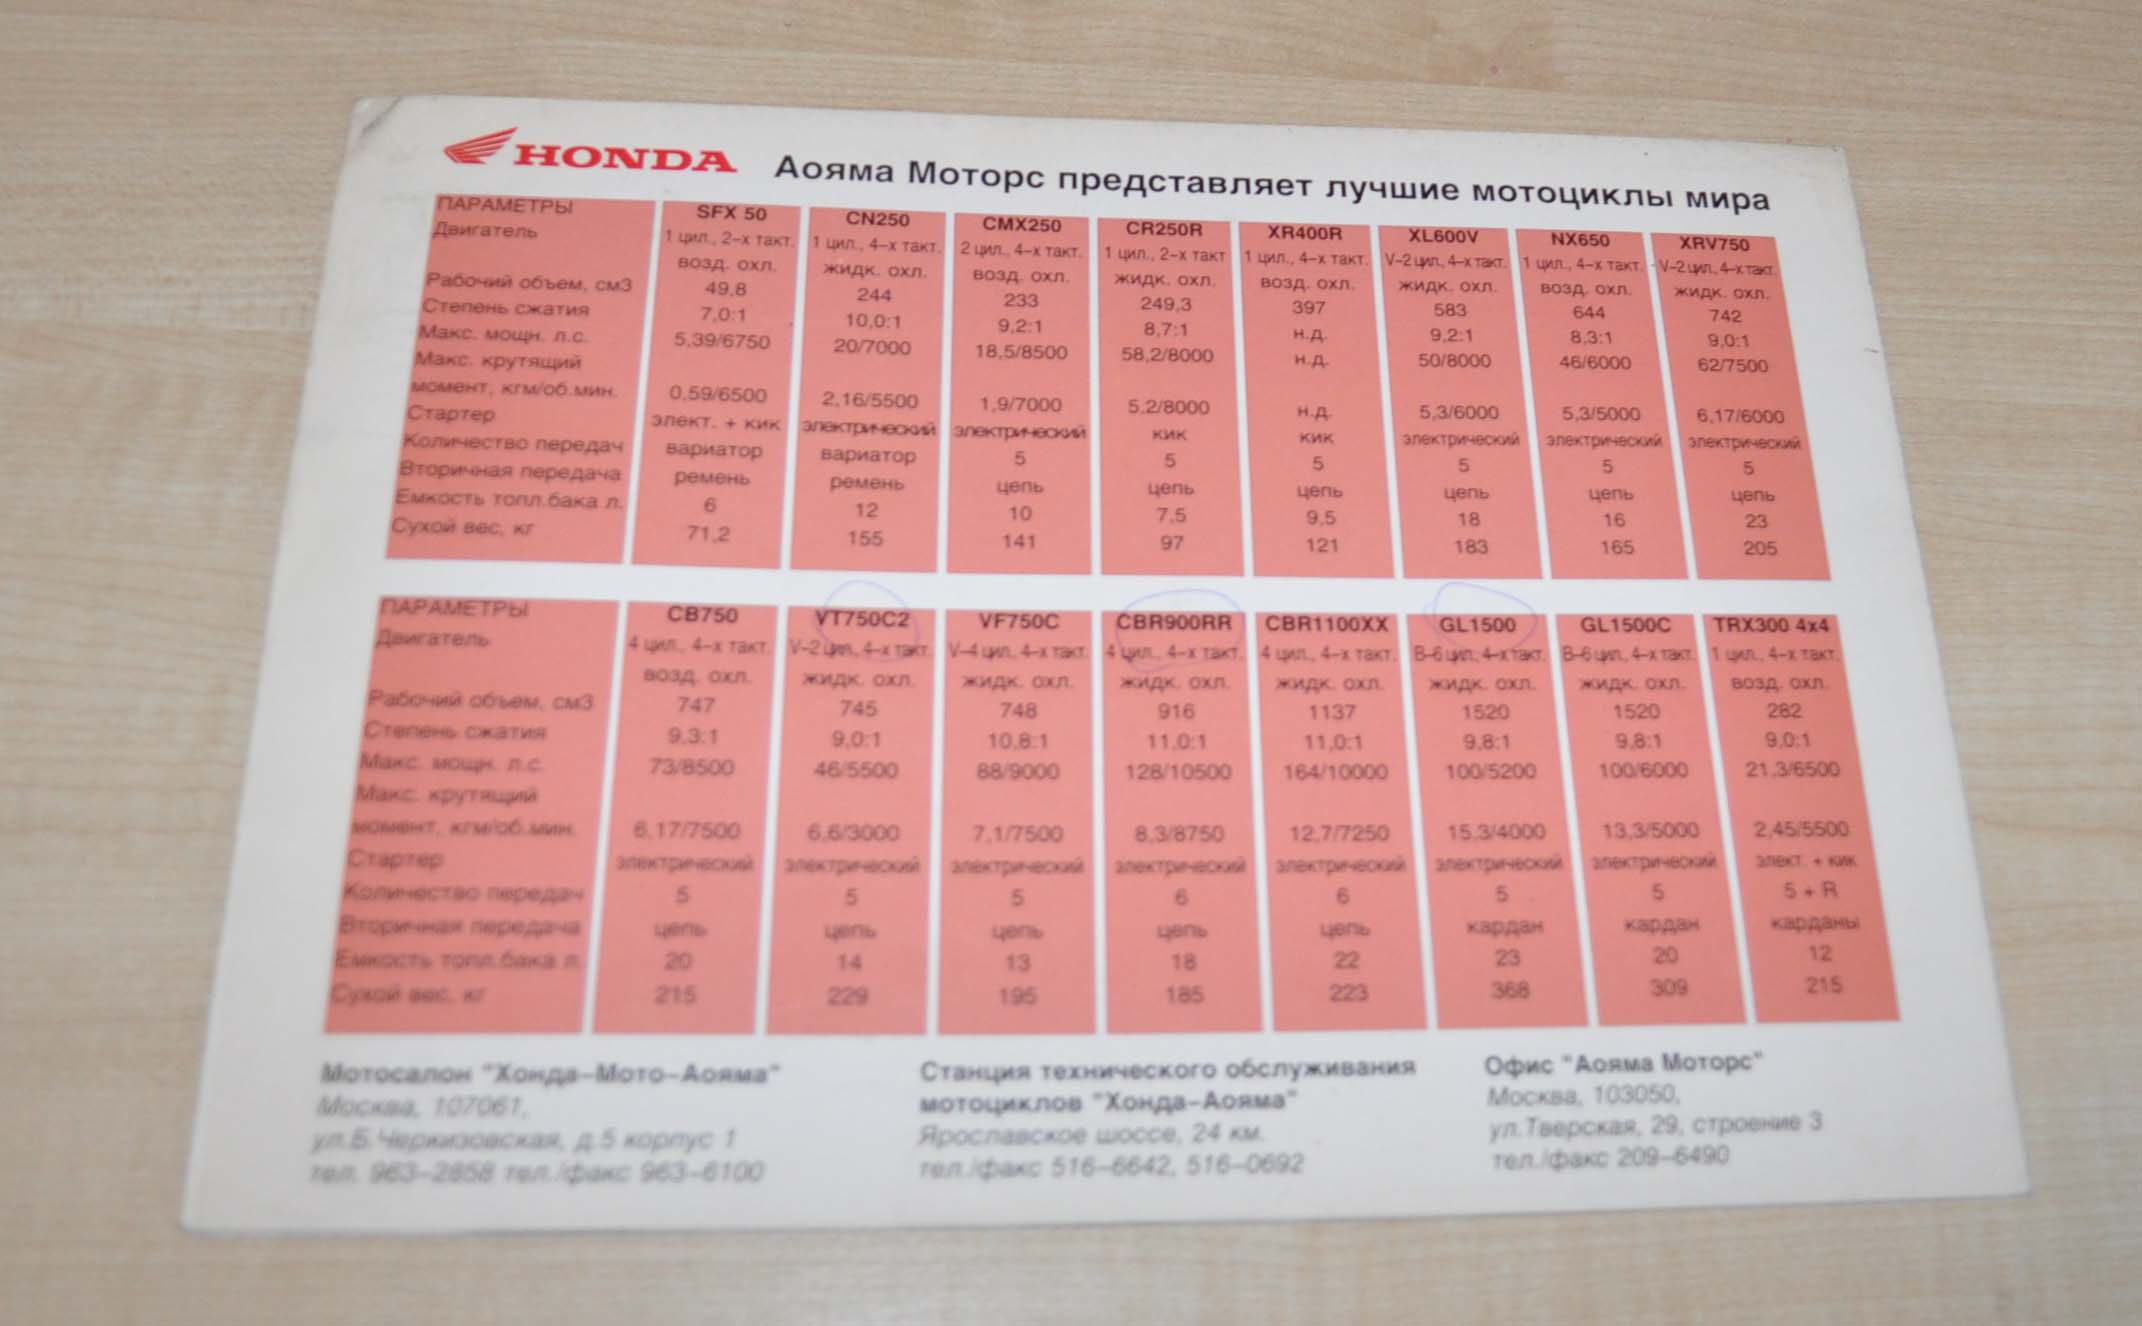 HONDA Аояма Моторс представляет лучшие мотоциклы мира
ПАРАМЕТРЫ SFX 50 CN250 CMX250 CR250R XR400R XL600V NX650 XRV750
Двигатель 1 цил., 2-х такт. 1 цил., 4-х такт. 2 цил., 4-х такт. 1 цил., 2-х такт 1 цил., 4-х такт. V-2 цил, 4-х такт. 1 цил., 4-х такт. V-2 цил, 4-х такт.
возд. охл. жидк. охл. возд. охл. жидк. охл. возд. охл. жидк. охл. возд. охл. жидк. охл.
Рабочий объем, см3 49,8 244 233 249,3 397 583 644 742
Степень сжатия 7,0:1 10,0:1 9,2:1 8,7:1 н.д. 9,2:1 8,3:1 9,0:1
Макс. мощн. л.с. 5,39/6750 20/7000 18,5/8500 58,2/8000 н.д. 50/8000 46/6000 62/7500
Макс. крутящий
момент, кгм/об.мин. 0,59/6500 2,16/5500 1,9/7000 5,2/8000 н.д. 5,3/6000 5,3/5000 6,17/6000
Стартер элект. + кик электрический электрический кик кик электрический электрический электрический
Количество передач вариатор вариатор 5 5 5 5 5 5
Вторичная передача ремень ремень цепь цепь цепь цепь цепь цепь
Емкость топл.бака л. 6 12 10 7,5 9,5 18 16 23
Сухой вес, кг 71,2 155 141 97 121 183 165 205
ПАРАМЕТРЫ CB750 VT750C2 VF750C CBR900RR CBR1100XX GL1500 GL1500C TRX300 4x4
Двигатель 4 цил., 4-х такт. V-2 цил, 4-х такт. V-4 цил, 4-х такт. 4 цил., 4-х такт. 4 цил., 4-х такт. B-6 цил, 4-х такт. B-6 цил, 4-х такт. 1 цил., 4-х такт.
возд. охл. жидк. охл. жидк. охл. жидк. охл. жидк. охл. жидк. охл. жидк. охл. возд. охл.
Рабочий объем, см3 747 745 748 916 1137 1520 1520 282
Степень сжатия 9,3:1 9,0:1 10,8:1 11,0:1 11,0:1 9,8:1 9,8:1 9,0:1
Макс. мощн. л.с. 73/8500 46/5500 88/9000 128/10500 164/10000 100/5200 100/6000 21,3/6500
Макс. крутящий
момент, кгм/об.мин. 6,17/7500 6,6/3000 7,1/7500 8,3/8750 12,7/7250 15,3/4000 13,3/5000 2,45/5500
Стартер электрический электрический электрический электрический электрический электрический электрический элект. + кик
Количество передач 5 5 5 6 6 5 5 5 + R
Вторичная передача цепь цепь цепь цепь цепь кардан кардан карданы
Емкость топл.бака л. 20 14 13 18 22 23 20 12
Сухой вес, кг 215 229 195 185 223 368 309 215
Мотосалон "Хонда-Мото-Аояма"
Москва, 107061,
ул.Б.Черкизовская, д.5 корпус 1
тел. 963-2858 тел./факс 963-6100
Станция технического обслуживания
мотоциклов "Хонда-Аояма"
Ярославское шоссе, 24 км.
тел./факс 516-6642, 516-0692
Офис "Аояма Моторс"
Москва, 103050,
ул.Тверская, 29, строение 3
тел./факс 209-6490